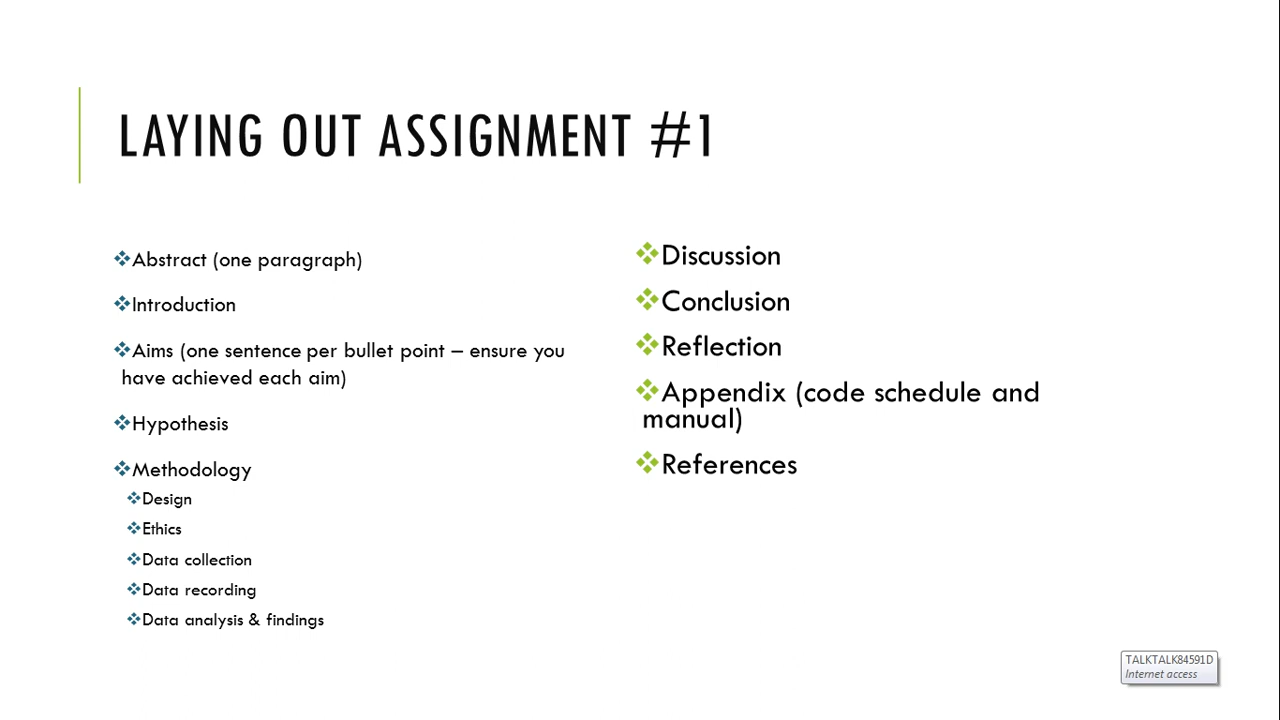 LAYING OUT ASSIGNMENT #1
Abstract (one paragraph)
Introduction
Aims (one sentence per bullet point – ensure you
have achieved each aim)
Hypothesis
Methodology
Design
Ethics
Data collection
Data recording
Data analysis & findings
Discussion
Conclusion
Reflection
Appendix (code schedule and
manual)
References
TALKTALK84591D
Internet access